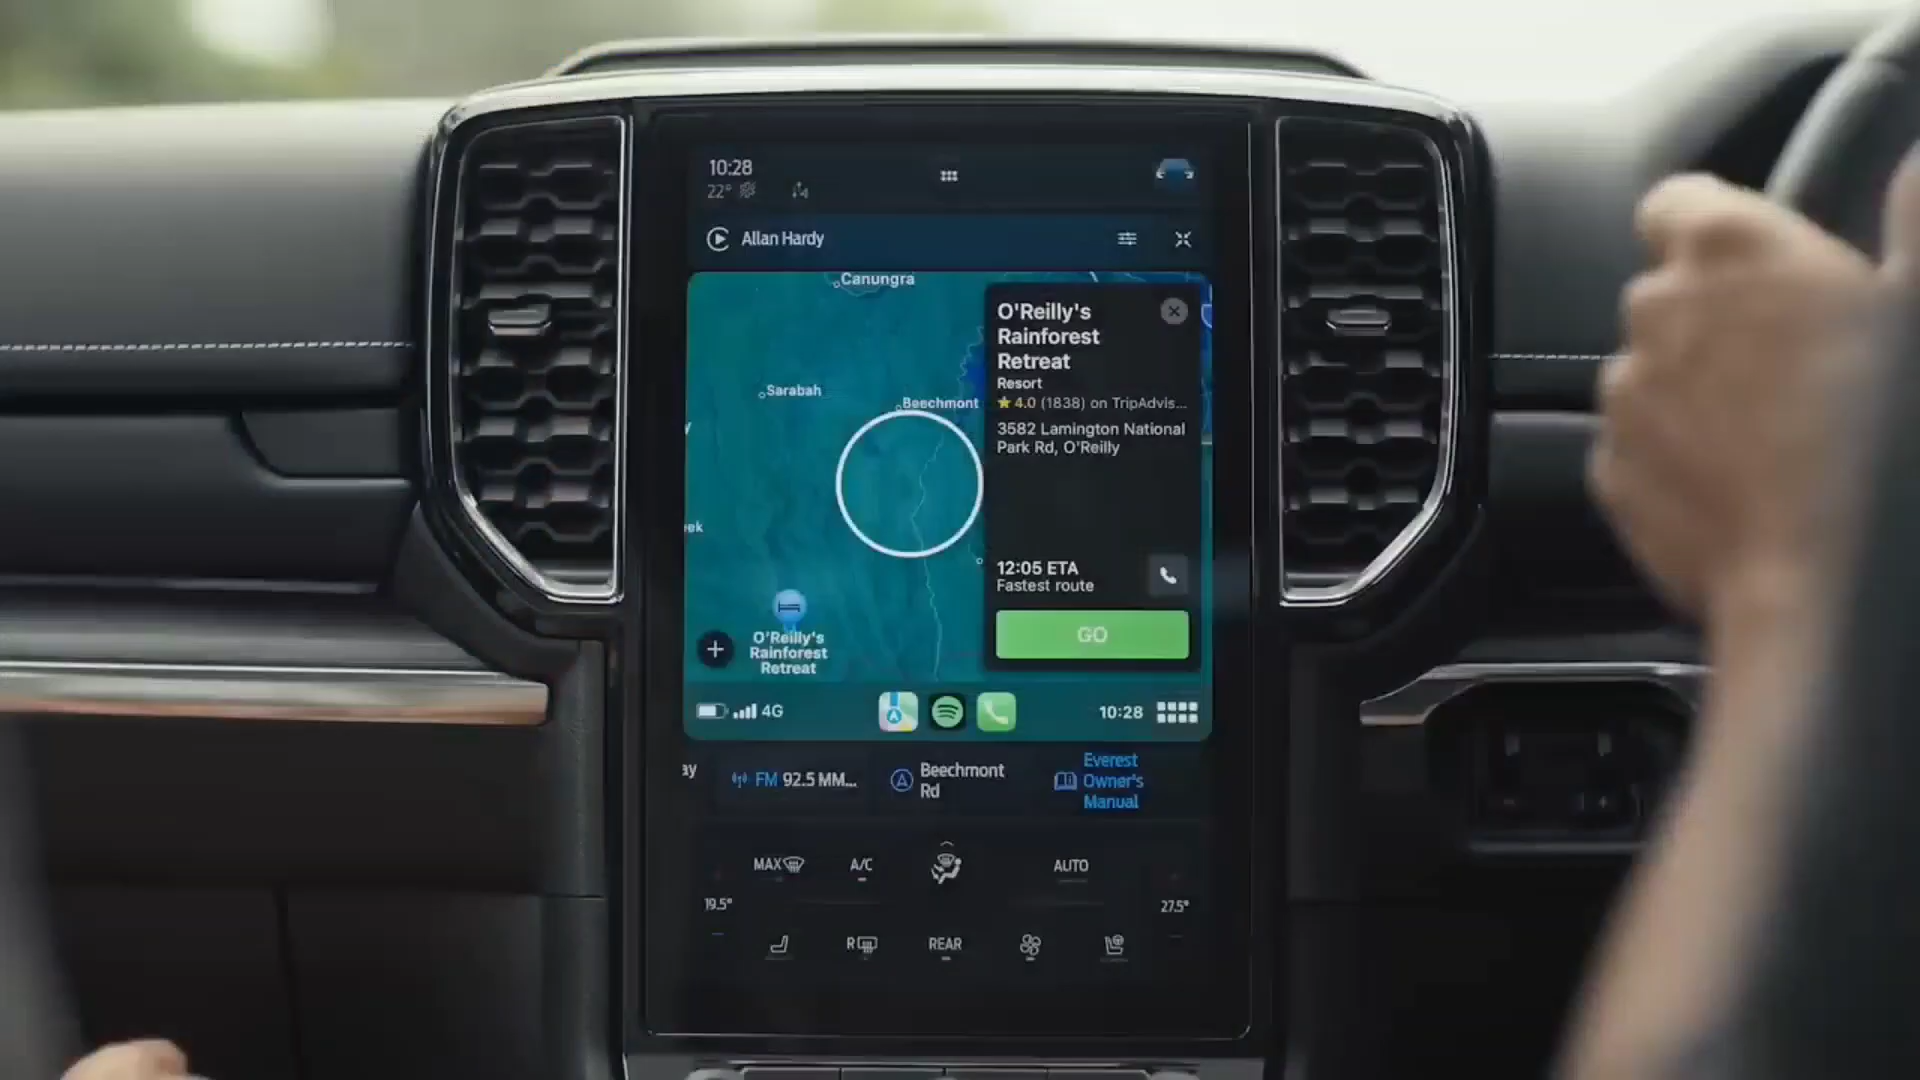 10:28
22°
Allan Hardy
Canungra
Sarabah
Beechmont
y
ek
O'Reilly's
Rainforest
Retreat
O'Reilly's
Rainforest
Retreat
Resort
4.0 (1838) on TripAdvis...
3582 Lamington National
Park Rd, O'Reilly
12:05 ETA
Fastest route
GO
4G
10:28
ay
FM 92.5 MM...
Beechmont
Rd
Everest
Owner's
Manual
MAX
A/C
AUTO
19.5°
27.5°
R
REAR